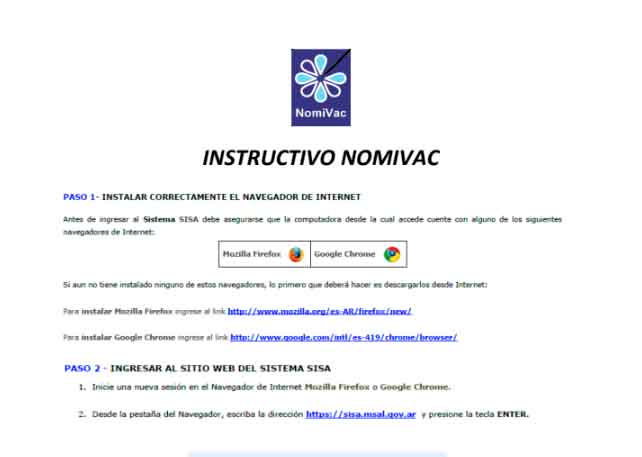 NomiVac
INSTRUCTIVO NOMIVAC
PASO 1- INSTALAR CORRECTAMENTE EL NAVEGADOR DE INTERNET
Antes de ingresar al Sistema SISA debe asegurarse que la computadora desde la cual accede cuente con alguno de los siguientes
navegadores de Internet:
Mozilla Firefox Google Chrome
Si aun no tiene instalado ninguno de estos navegadores, lo primero que deberá hacer es descargarlos desde Internet:
Para instalar Mozilla Firefox ingrese al link http://www.mozilla.org/es-AR/firefox/new/
Para instalar Google Chrome ingrese al link http://www.google.com/intl/es-419/chrome/browser/
PASO 2 - INGRESAR AL SITIO WEB DEL SISTEMA SISA
1. Inicie una nueva sesión en el Navegador de Internet Mozilla Firefox o Google Chrome.
2. Desde la pestaña del Navegador, escriba la dirección https://sisa.msal.gov.ar y presione la tecla ENTER.